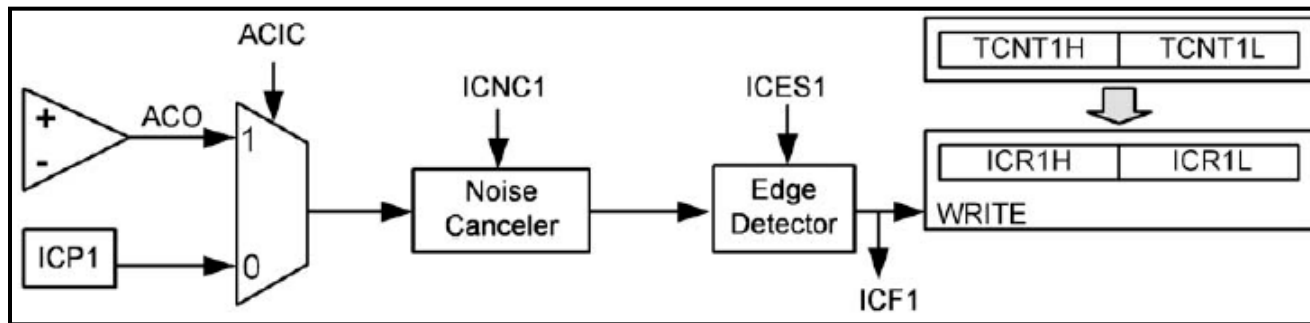 ACIC
TCNT1H TCNT1L
ICNC1
ICES1
+
ACO
1
-
ICR1H ICR1L
Noise
Canceler
Edge
Detector
WRITE
ICP1
0
ICF1